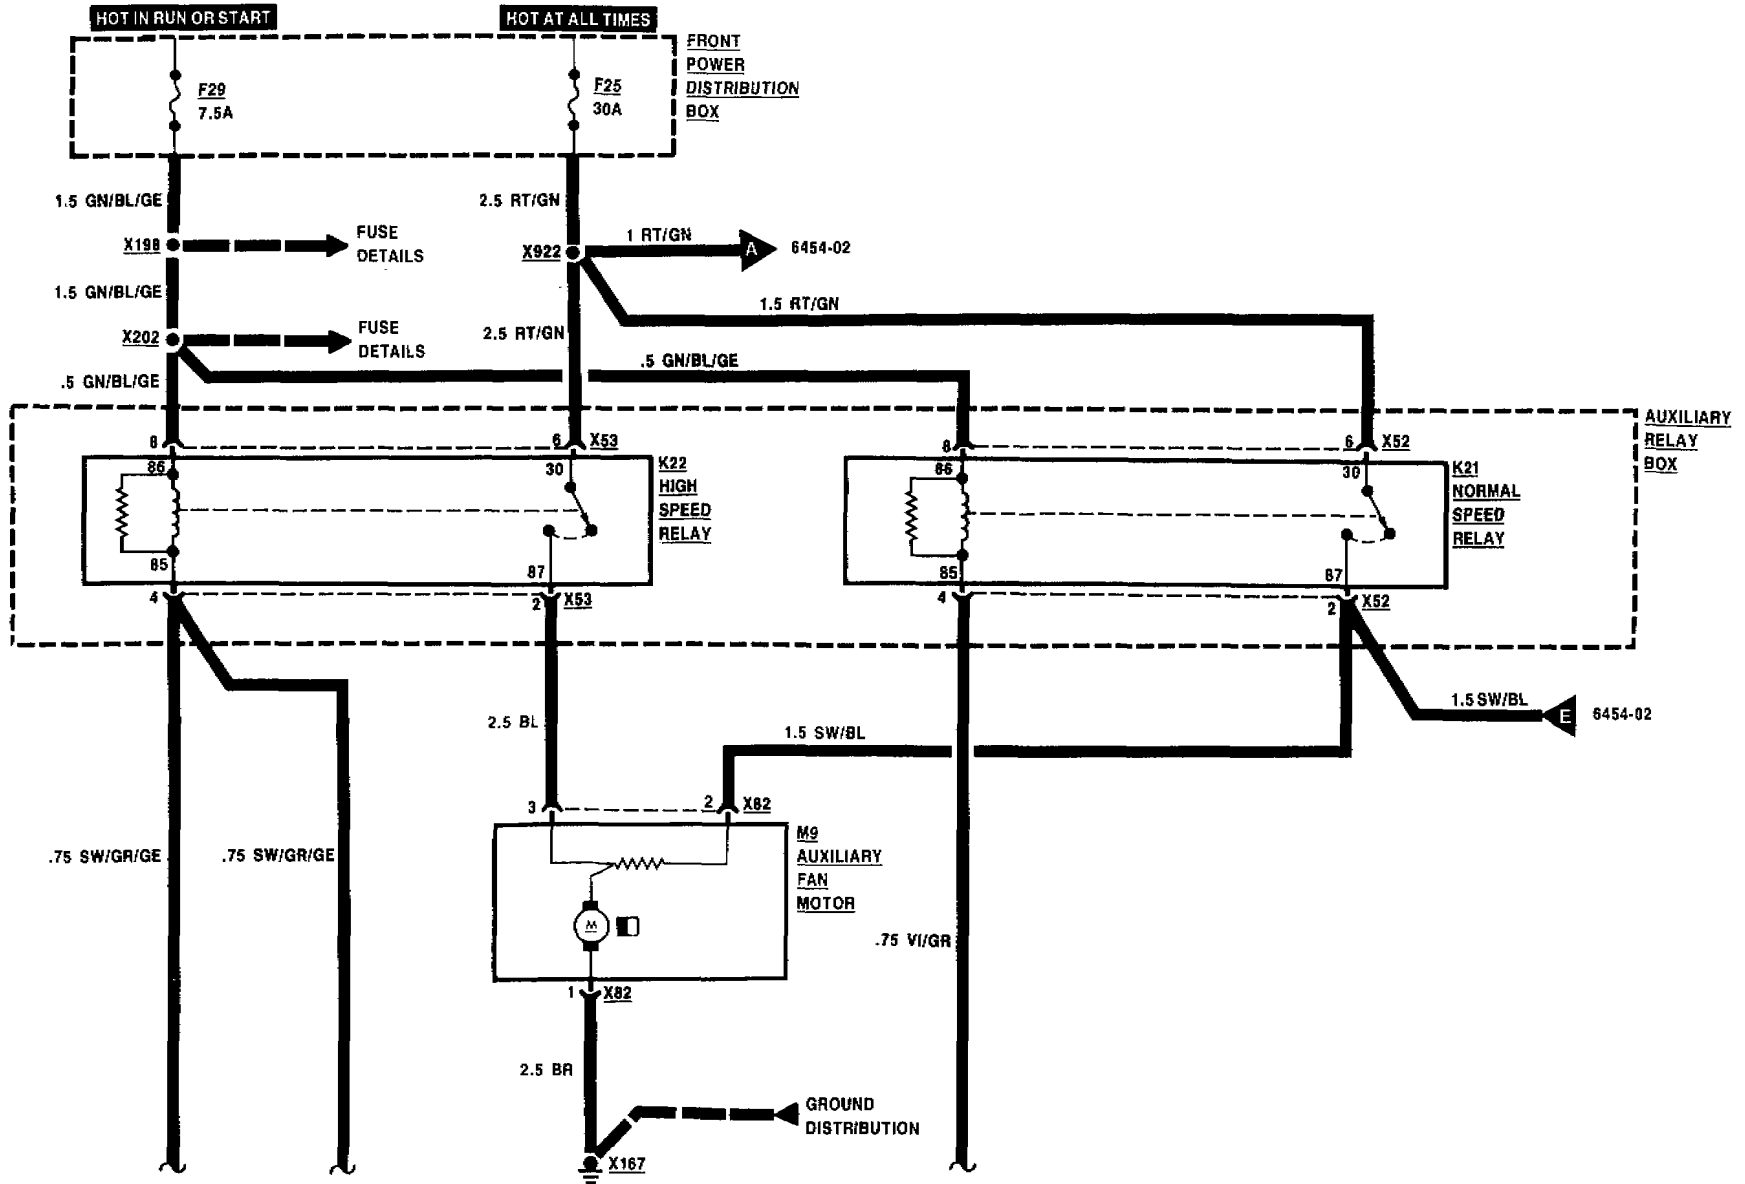 HOT IN RUN OR START
HOT AT ALL TIMES
FRONT
POWER
DISTRIBUTION
BOX
F29
7.5A
F25
30A
1.5 GN/BL/GE
2.5 RT/GN
X198
FUSE
DETAILS
X922
1 RT/GN
A
6454-02
1.5 GN/BL/GE
1.5 RT/GN
X202
FUSE
DETAILS
2.5 RT/GN
.5 GN/BL/GE
.5 GN/BL/GE
AUXILIARY
RELAY
BOX
8
6
X53
8
6
X52
86
30
K22
HIGH
SPEED
RELAY
86
30
K21
NORMAL
SPEED
RELAY
85
87
85
87
4
2
X53
4
2
X52
2.5 BL
1.5 SW/BL
1.5 SW/BL
E
6454-02
3
2
X82
M9
AUXILIARY
FAN
MOTOR
M
.75 SW/GR/GE
.75 SW/GR/GE
.75 VI/GR
1
X82
2.5 BR
GROUND
DISTRIBUTION
X167